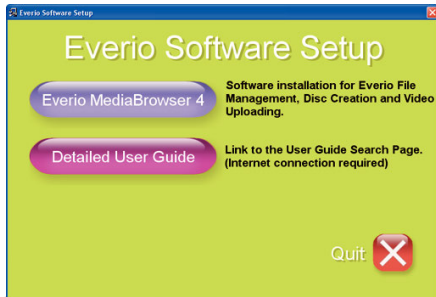 Everio Software Setup
Everio Software Setup
Everio MediaBrowser 4
Software installation for Everio File
Management, Disc Creation and Video
Uploading.
Detailed User Guide
Link to the User Guide Search Page.
(Internet connection required)
Quit